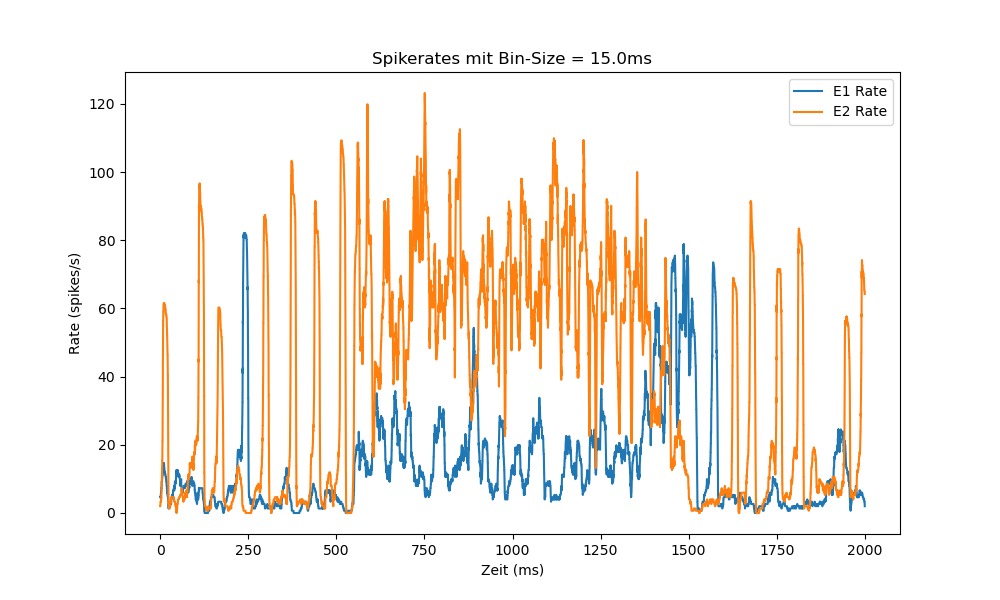 Spikerates mit Bin-Size = 15.0ms
E1 Rate
E2 Rate
120
100
80
60
40
20
0
Rate (spikes/s)
0 250 500 750 1000 1250 1500 1750 2000
Zeit (ms)